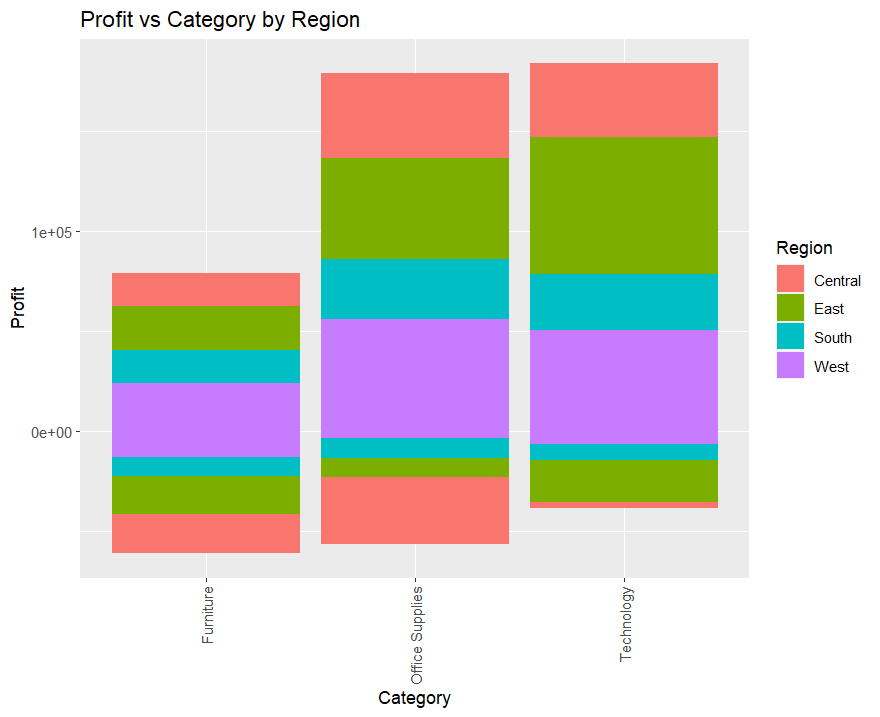 Profit vs Category by Region
1e+05
0e+00
Profit
Furniture
Office Supplies
Technology
Category
Region
Central
East
South
West